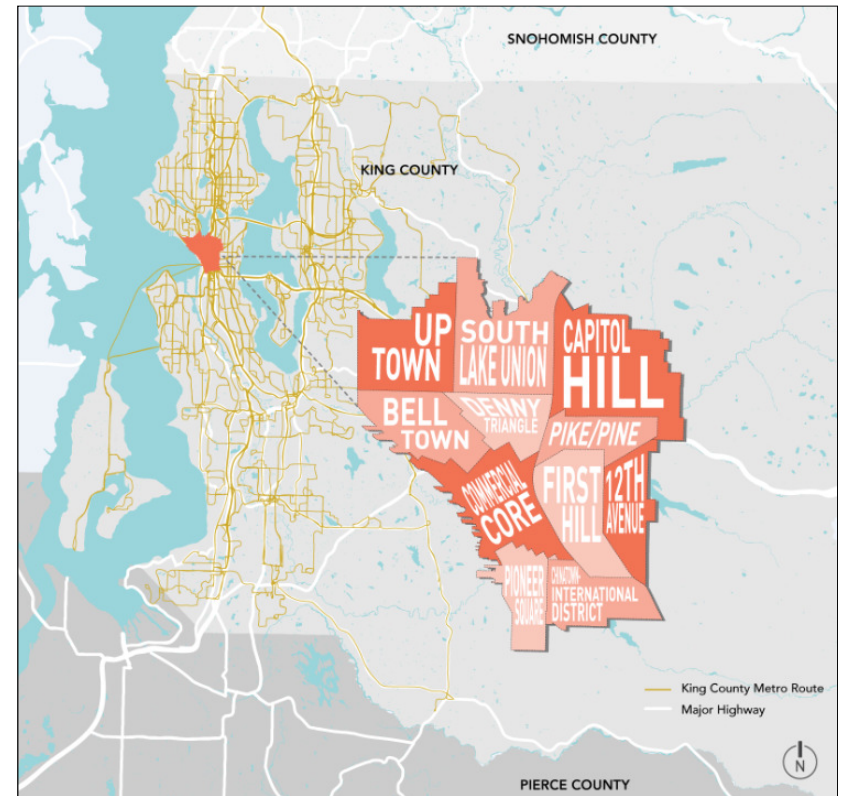 SNOHOMISH COUNTY
KING COUNTY
UP
TOWN
SOUTH
LAKE UNION
CAPITOL
HILL
BELL
TOWN
DENNY
TRIANGLE
PIKE/PINE
COMMERCIAL
CORE
FIRST
HILL
12TH
AVENUE
PIONEER
SQUARE
CHINATOWN-
INTERNATIONAL
DISTRICT
King County Metro Route
Major Highway
N
PIERCE COUNTY